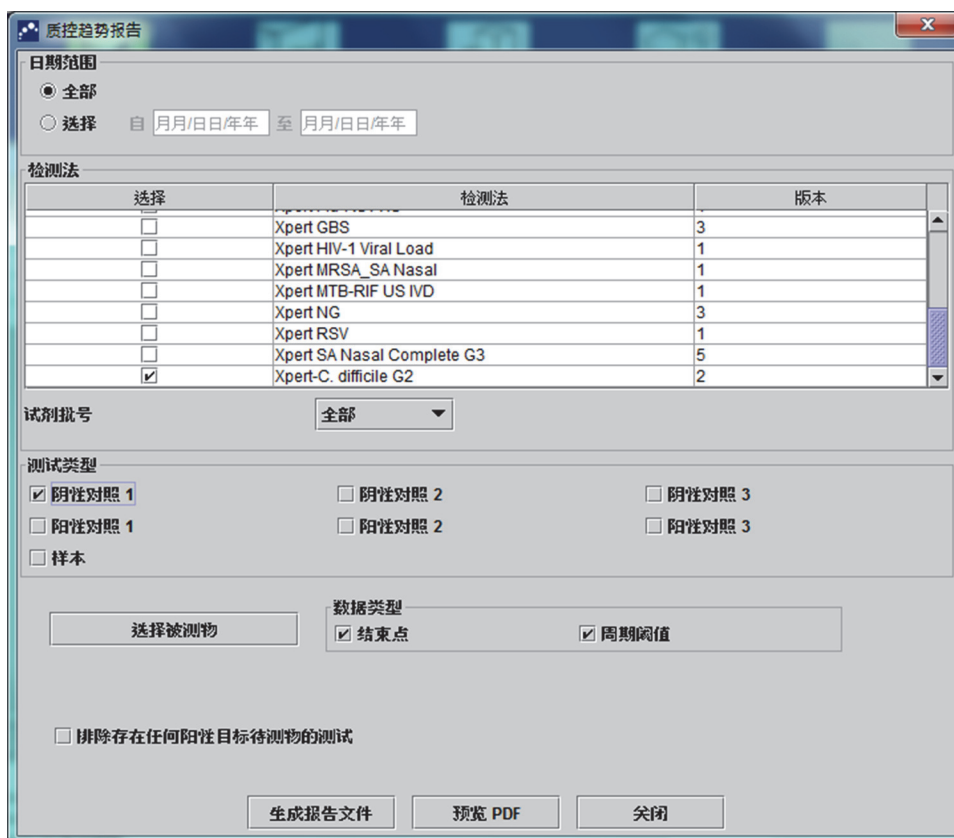 质控趋势报告
日期范围
全部
选择 自 月月/日日/年年 至 月月/日日/年年
检测法
选择 检测法 版本
Xpert GBS 3
Xpert HIV-1 Viral Load 1
Xpert MRSA_SA Nasal 1
Xpert MTB-RIF US IVD 1
Xpert NG 3
Xpert RSV 1
Xpert SA Nasal Complete G3 5
Xpert-C. difficile G2 2
试剂批号 全部
测试类型
阴性对照 1 阴性对照 2 阴性对照 3
阳性对照 1 阳性对照 2 阳性对照 3
样本
数据类型
选择被测物 结束点 周期阈值
排除存在任何阳性目标待测物的测试
生成报告文件 预览 PDF 关闭